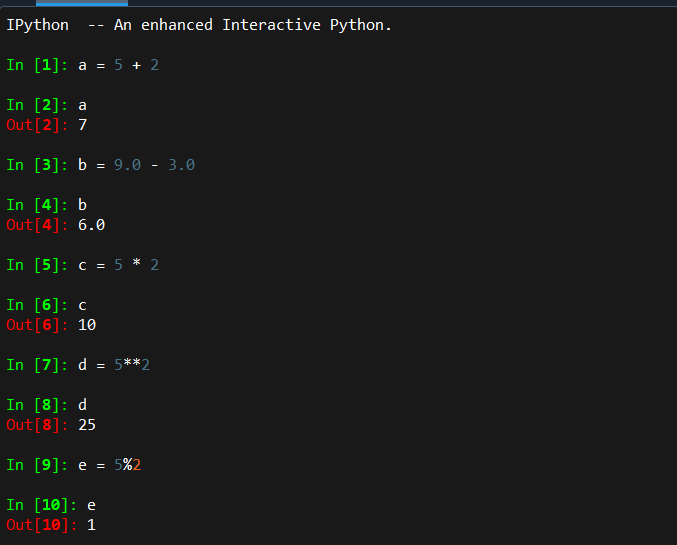 IPython  -- An enhanced Interactive Python.
In [1]: a = 5 + 2
In [2]: a
Out[2]: 7
In [3]: b = 9.0 - 3.0
In [4]: b
Out[4]: 6.0
In [5]: c = 5 * 2
In [6]: c
Out[6]: 10
In [7]: d = 5**2
In [8]: d
Out[8]: 25
In [9]: e = 5%2
In [10]: e
Out[10]: 1